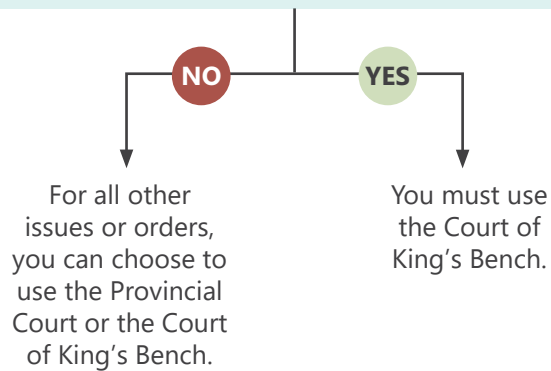 NO
YES
For all other
issues or orders,
you can choose to
use the Provincial
Court or the Court
of King’s Bench.
You must use
the Court of
King’s Bench.